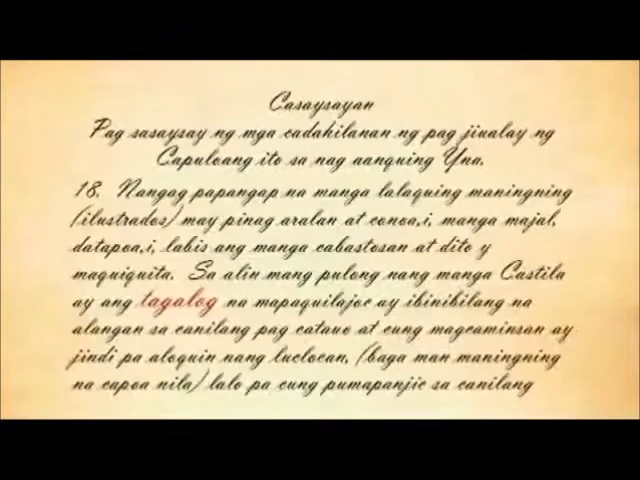 Casaysayan
Pag sasaysay ng mga cadahilanan ng pag jiualay ng
Capuloang ito sa nag aanquing Yna.
18. Nangag papangap na manga lalaquing maningning
(ilustrados) may pinag aralan at conoa,i, manga majal,
datapoa,i, labis ang manga cabastosan at dito y
maquiquita. Sa alin mang pulong nang manga Castila
ay ang tagalog na mapaquilajoc ay ibinibilang na
alangan sa canilang pag catauo at cung magcaminsan ay
jindi pa aloquin nang luclocan, (baga man maningning
na capoa nila) lalo pa cung pumapanjic sa canilang